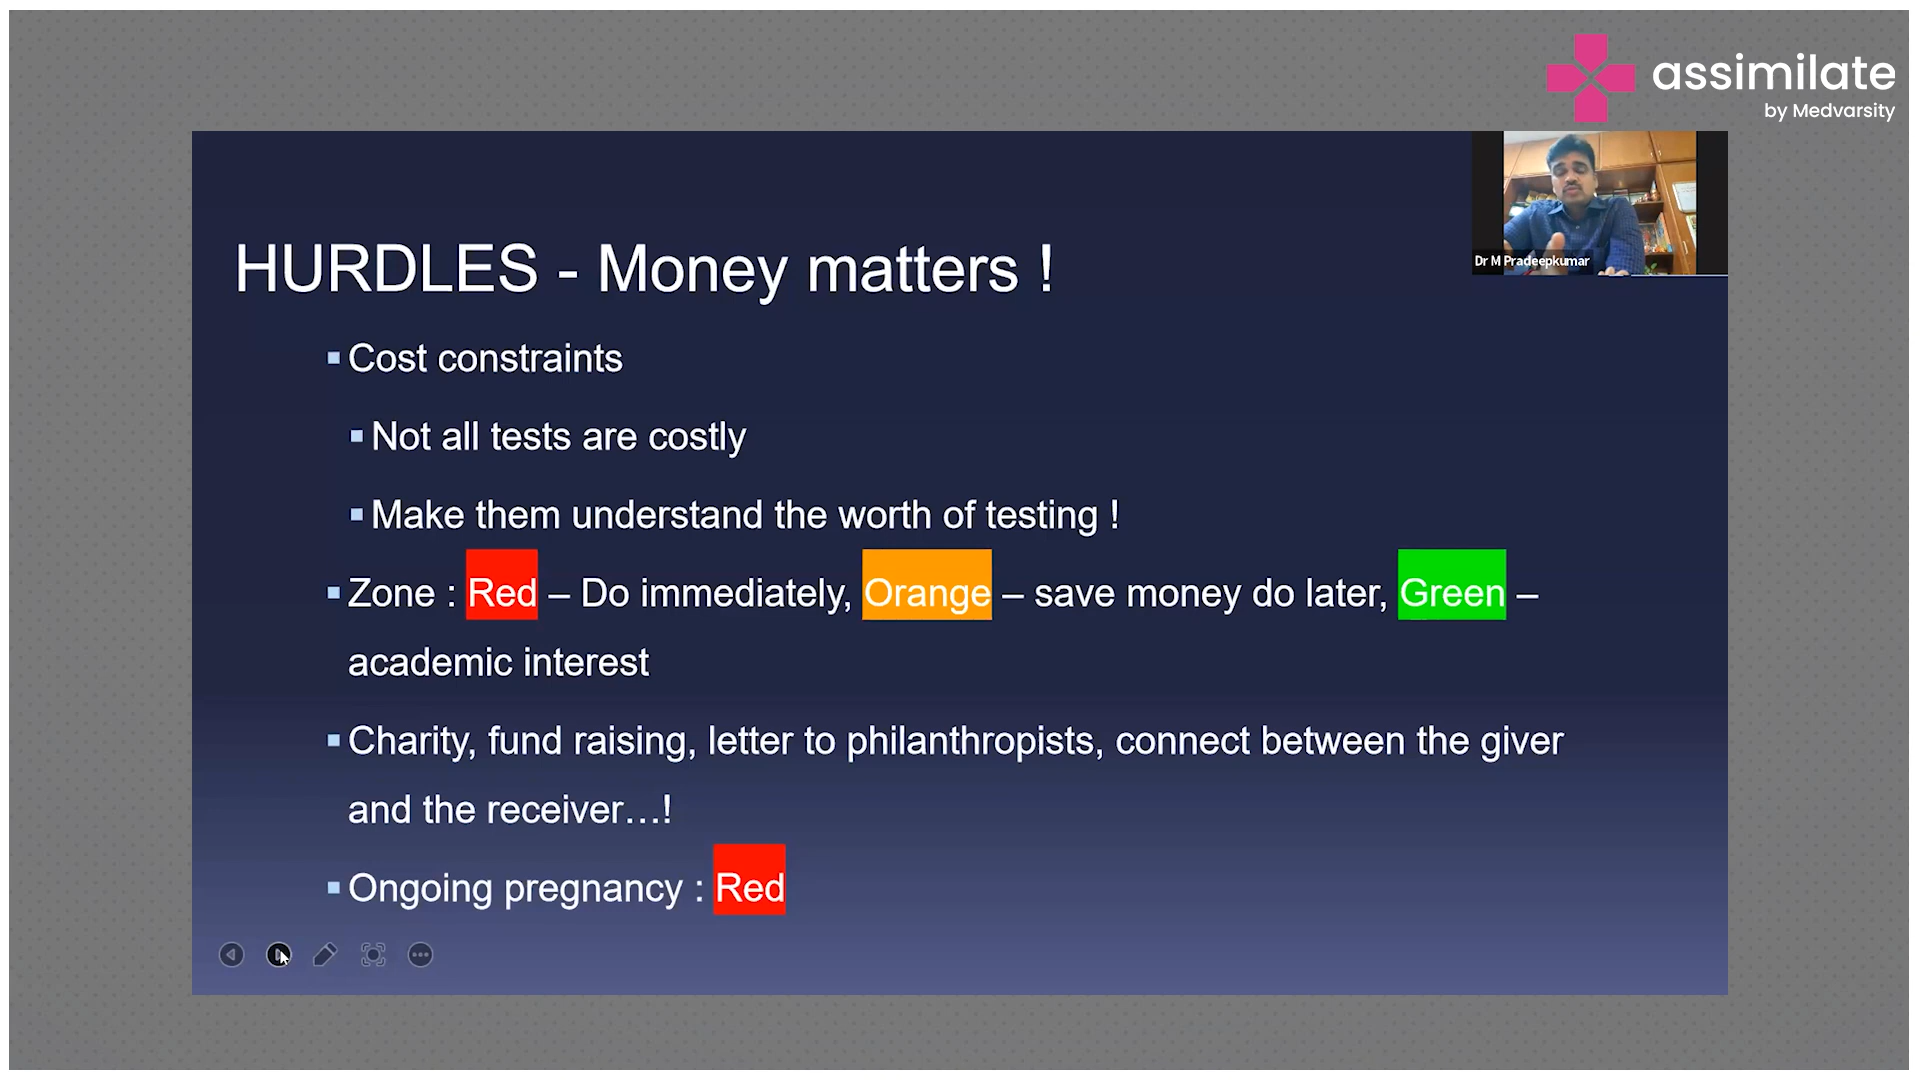 assimilate
by Medvarsity
Dr M Pradeepkumar
HURDLES - Money matters !
Cost constraints
Not all tests are costly
Make them understand the worth of testing !
Zone : Red – Do immediately, Orange – save money do later, Green –
academic interest
Charity, fund raising, letter to philanthropists, connect between the giver
and the receiver…!
Ongoing pregnancy : Red